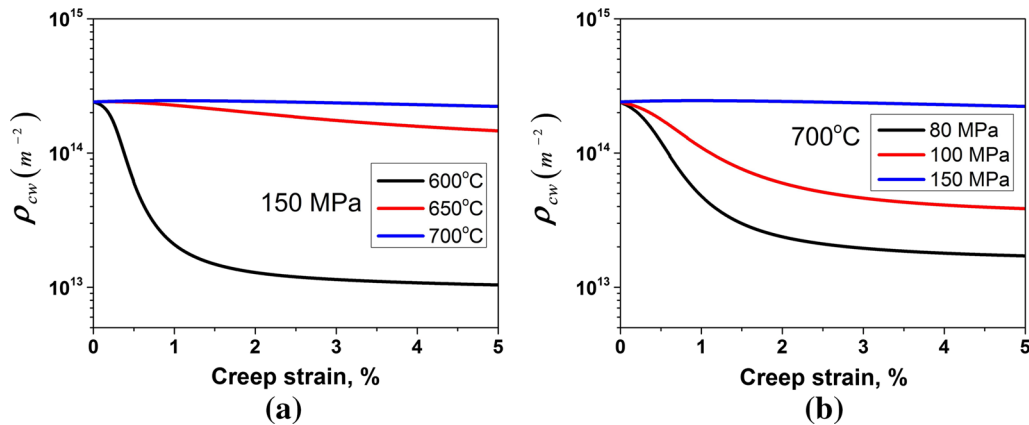 10^15
10^14
10^13
ρcw (m^−2)
150 MPa
600°C
650°C
700°C
0 1 2 3 4 5
Creep strain, %
(a)
10^15
10^14
10^13
ρcw (m^−2)
700°C
80 MPa
100 MPa
150 MPa
0 1 2 3 4 5
Creep strain, %
(b)